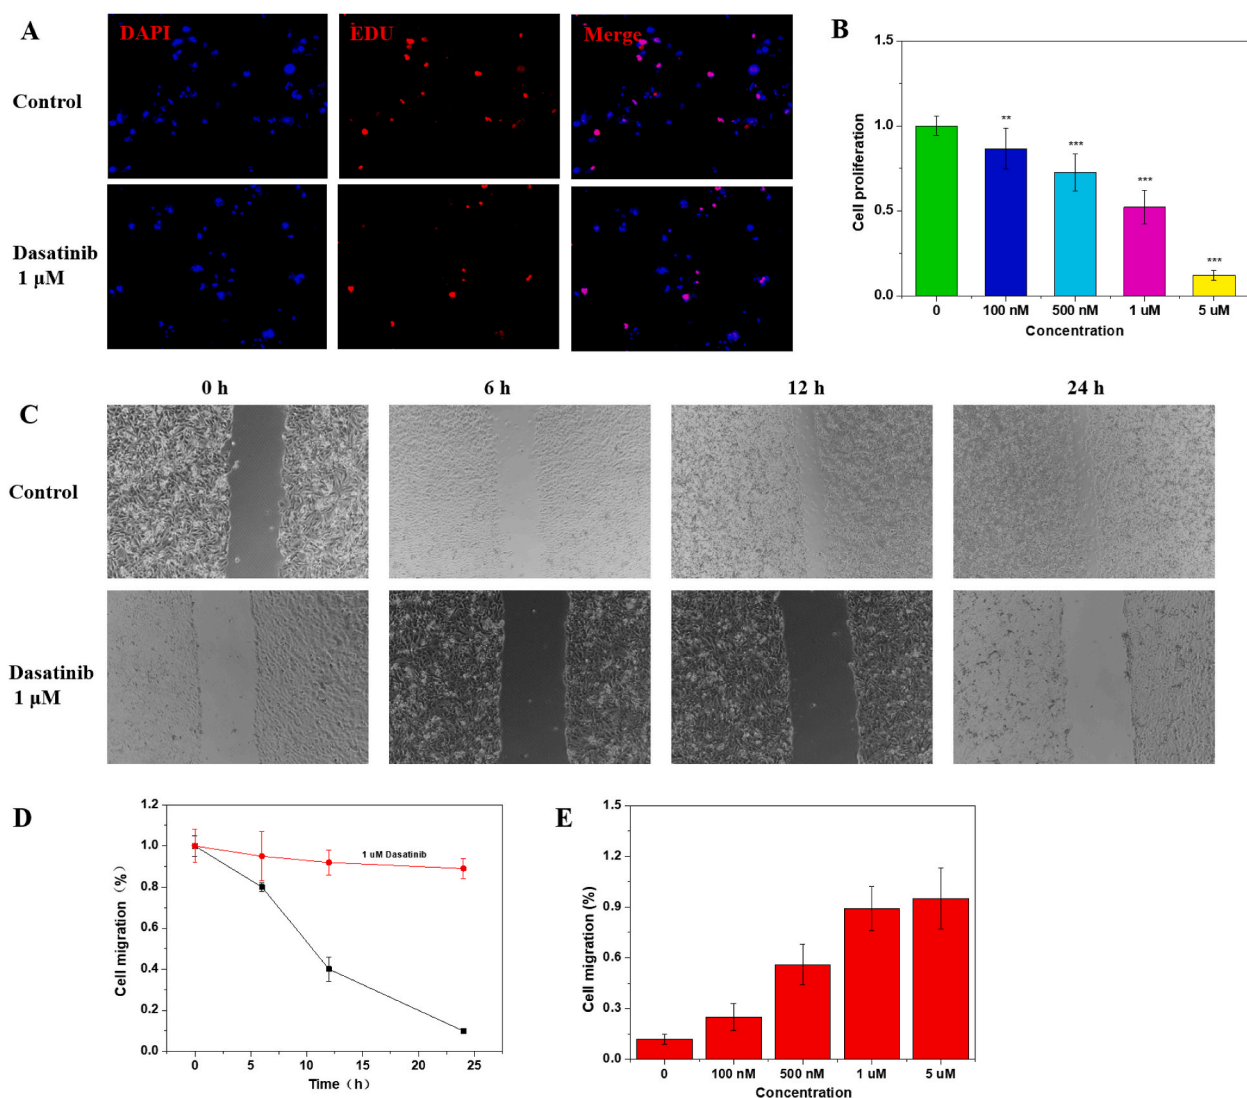 A
DAPI
EDU
Merge
Control
Dasatinib
1 μM
B
1.5
1.0
0.5
0.0
Cell proliferation
**
***
***
***
0
100 nM
500 nM
1 uM
5 uM
Concentration
C
0 h
6 h
12 h
24 h
Control
Dasatinib
1 μM
D
1.2
1.0
0.8
0.6
0.4
0.2
0.0
Cell migration（%）
1 uM Dasatinib
0
5
10
15
20
25
Time（h）
E
1.5
1.2
0.9
0.6
0.3
0.0
Cell migration (%)
0
100 nM
500 nM
1 uM
5 uM
Concentration